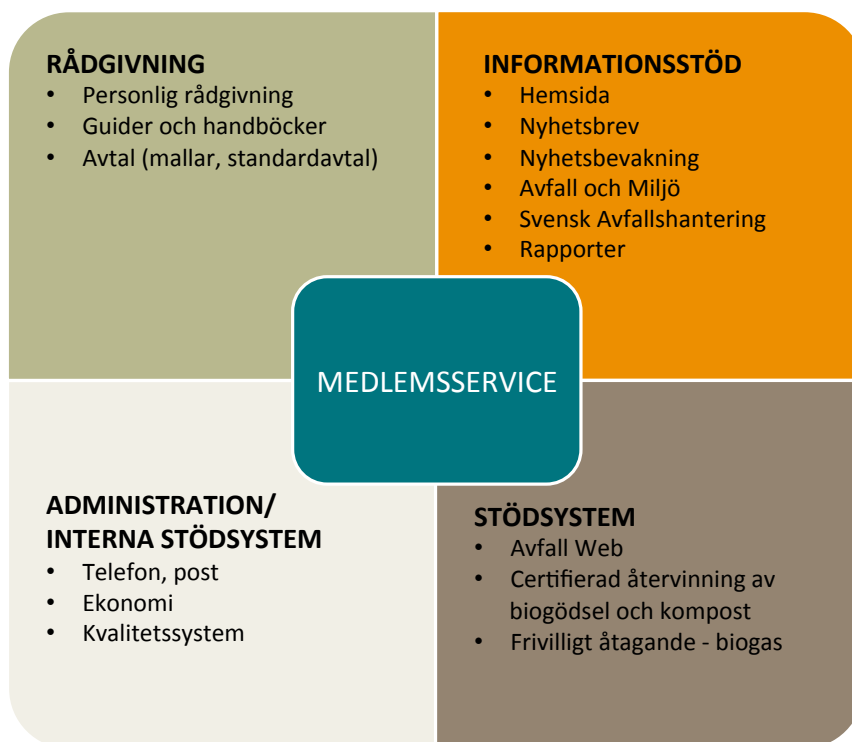 RÅDGIVNING
• Personlig rådgivning
• Guider och handböcker
• Avtal (mallar, standardavtal)
INFORMATIONSSTÖD
• Hemsida
• Nyhetsbrev
• Nyhetsbevakning
• Avfall och Miljö
• Svensk Avfallshantering
• Rapporter
MEDLEMSSERVICE
ADMINISTRATION/
INTERNA STÖDSYSTEM
• Telefon, post
• Ekonomi
• Kvalitetssystem
STÖDSYSTEM
• Avfall Web
• Certifierad återvinning av
biogödsel och kompost
• Frivilligt åtagande - biogas